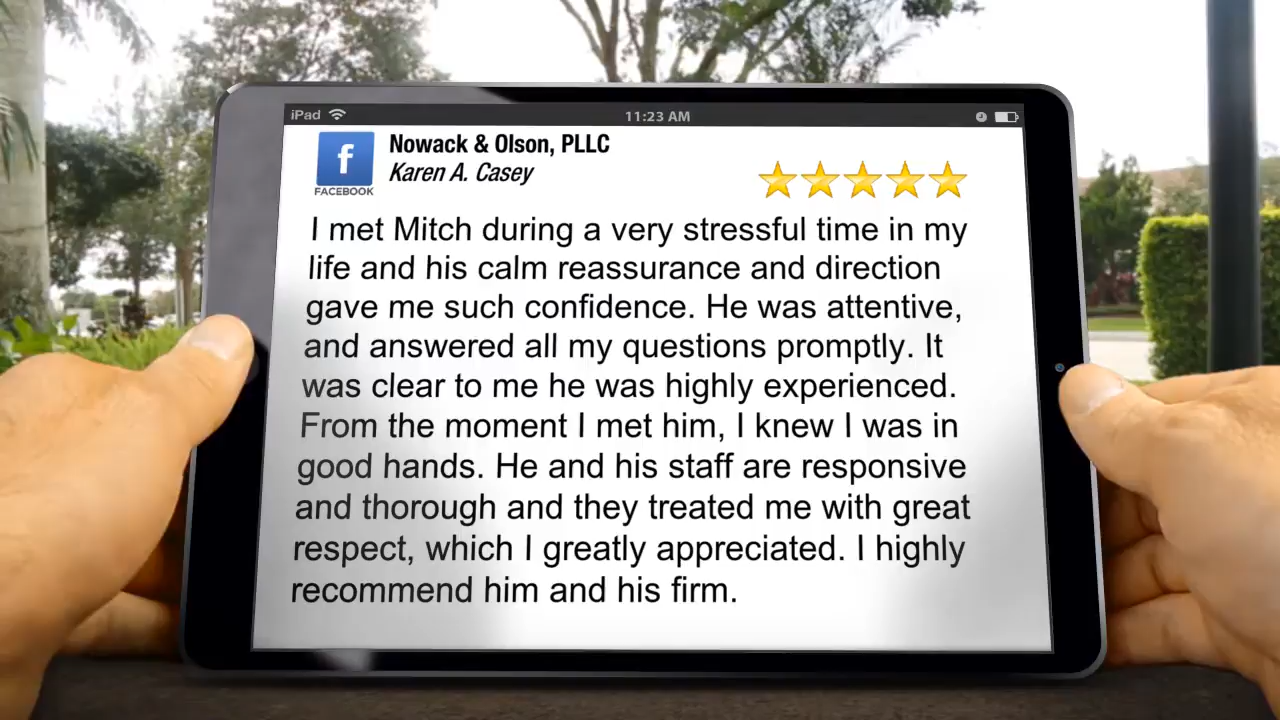 iPad 11:23 AM
f
FACEBOOK
Nowack & Olson, PLLC
Karen A. Casey
I met Mitch during a very stressful time in my
life and his calm reassurance and direction
gave me such confidence. He was attentive,
and answered all my questions promptly. It
was clear to me he was highly experienced.
From the moment I met him, I knew I was in
good hands. He and his staff are responsive
and thorough and they treated me with great
respect, which I greatly appreciated. I highly
recommend him and his firm.